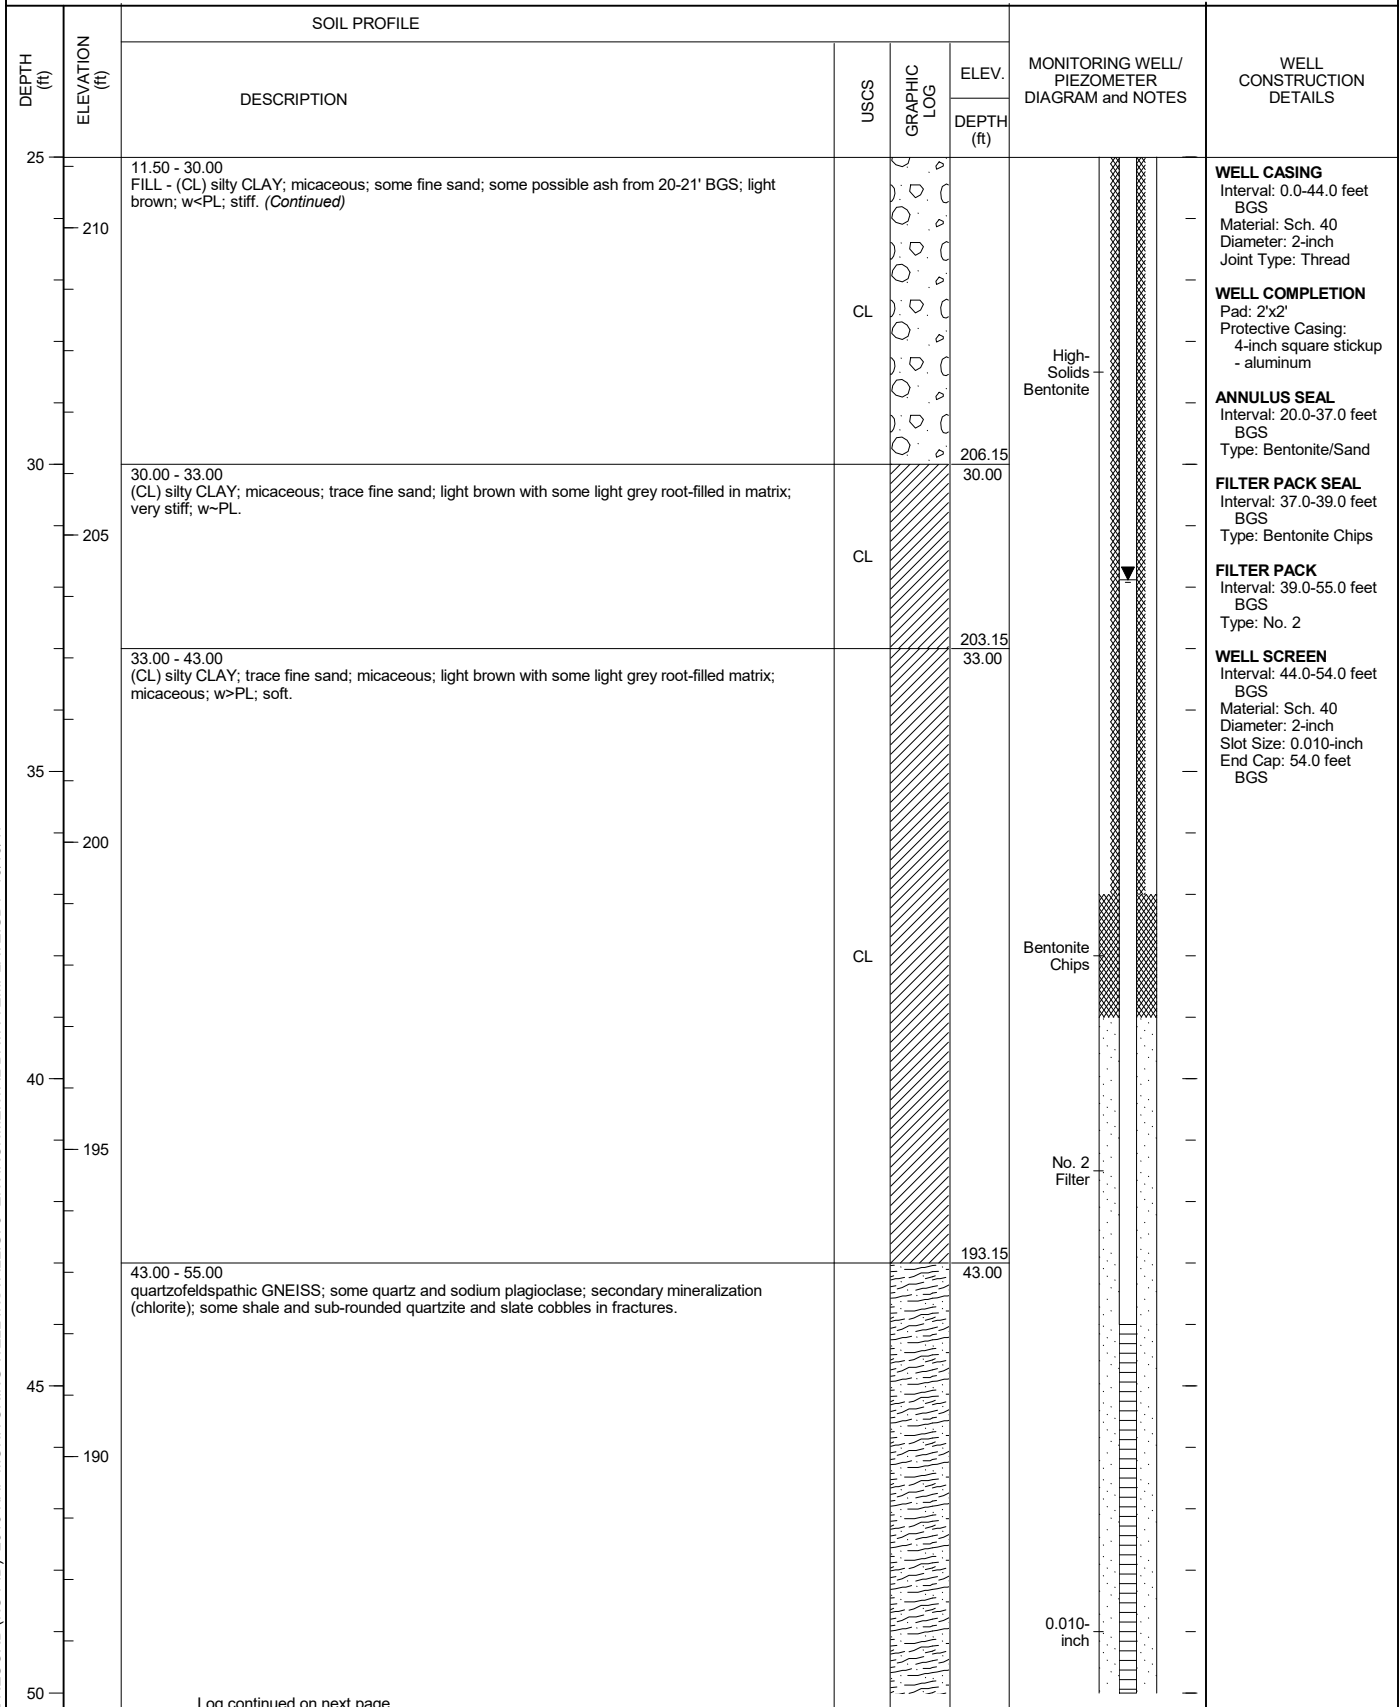 SOIL PROFILE
DEPTH
(ft)
ELEVATION
(ft)
DESCRIPTION
USCS
GRAPHIC
LOG
ELEV.
DEPTH
(ft)
MONITORING WELL/
PIEZOMETER
DIAGRAM and NOTES
WELL
CONSTRUCTION
DETAILS
25
30
35
40
45
50
210
205
200
195
190
11.50 - 30.00
FILL - (CL) silty CLAY; micaceous; some fine sand; some possible ash from 20-21' BGS; light
brown; w<PL; stiff. (Continued)
CL
206.15
30.00
30.00 - 33.00
(CL) silty CLAY; micaceous; trace fine sand; light brown with some light grey root-filled in matrix;
very stiff; w~PL.
CL
203.15
33.00
33.00 - 43.00
(CL) silty CLAY; trace fine sand; micaceous; light brown with some light grey root-filled matrix;
micaceous; w>PL; soft.
CL
193.15
43.00
43.00 - 55.00
quartzofeldspathic GNEISS; some quartz and sodium plagioclase; secondary mineralization
(chlorite); some shale and sub-rounded quartzite and slate cobbles in fractures.
Log continued on next page
High-
Solids
Bentonite
Bentonite
Chips
No. 2
Filter
0.010-
inch
WELL CASING
Interval: 0.0-44.0 feet
BGS
Material: Sch. 40
Diameter: 2-inch
Joint Type: Thread
WELL COMPLETION
Pad: 2'x2'
Protective Casing:
4-inch square stickup
- aluminum
ANNULUS SEAL
Interval: 20.0-37.0 feet
BGS
Type: Bentonite/Sand
FILTER PACK SEAL
Interval: 37.0-39.0 feet
BGS
Type: Bentonite Chips
FILTER PACK
Interval: 39.0-55.0 feet
BGS
Type: No. 2
WELL SCREEN
Interval: 44.0-54.0 feet
BGS
Material: Sch. 40
Diameter: 2-inch
Slot Size: 0.010-inch
End Cap: 54.0 feet
BGS